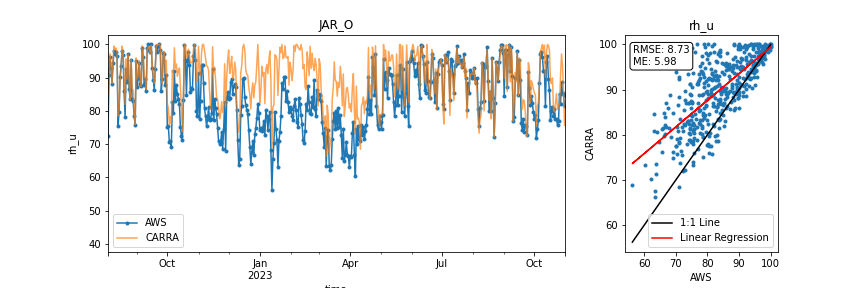 JAR_O
rh_u
100
90
80
70
60
50
40
rh_u
AWS
CARRA
Oct
Jan
2023
Apr
Jul
Oct
time
rh_u
RMSE: 8.73
ME: 5.98
100
90
80
70
60
CARRA
1:1 Line
Linear Regression
60
70
80
90
100
AWS